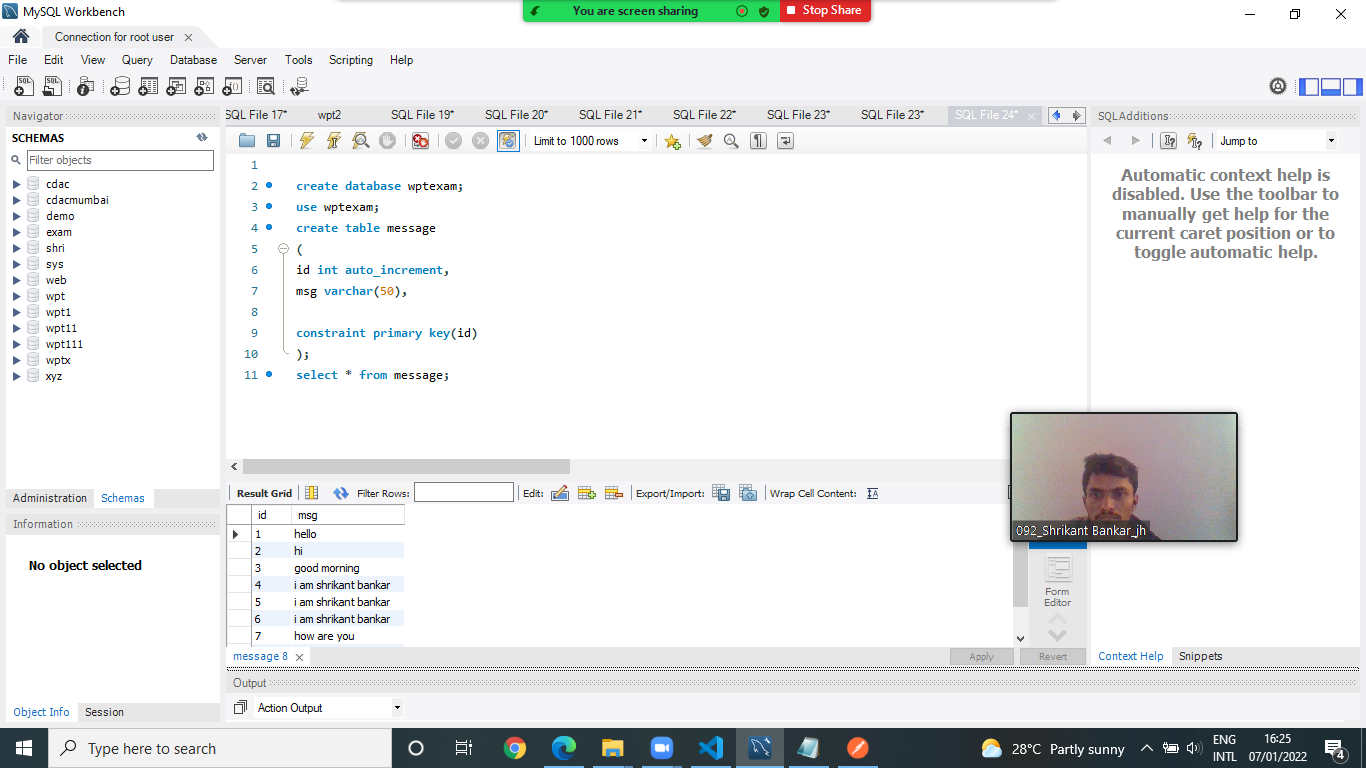 MySQL Workbench
You are screen sharing
Stop Share
Connection for root user
File Edit View Query Database Server Tools Scripting Help
Navigator
SCHEMAS
Filter objects
cdac
cdacmumbai
demo
exam
shri
sys
web
wpt
wpt1
wpt11
wpt111
wptx
xyz
Administration Schemas
Information
No object selected
Object Info Session
SQL File 17* wpt2 SQL File 19* SQL File 20* SQL File 21* SQL File 22* SQL File 23* SQL File 23* SQL File 24*
Limit to 1000 rows
1
2 create database wptexam;
3 use wptexam;
4 create table message
5 (
6 id int auto_increment,
7 msg varchar(50),
8
9 constraint primary key(id)
10 );
11 select * from message;
Result Grid Filter Rows: Edit: Export/Import: Wrap Cell Content:
id msg
1 hello
2 hi
3 good morning
4 i am shrikant bankar
5 i am shrikant bankar
6 i am shrikant bankar
7 how are you
Form
Editor
message 8
Apply Revert
Output
Action Output
SQLAdditions
Jump to
Automatic context help is
disabled. Use the toolbar to
manually get help for the
current caret position or to
toggle automatic help.
092_Shrikant Bankar_jh
Context Help Snippets
Type here to search
28°C Partly sunny
ENG
INTL
16:25
07/01/2022
4